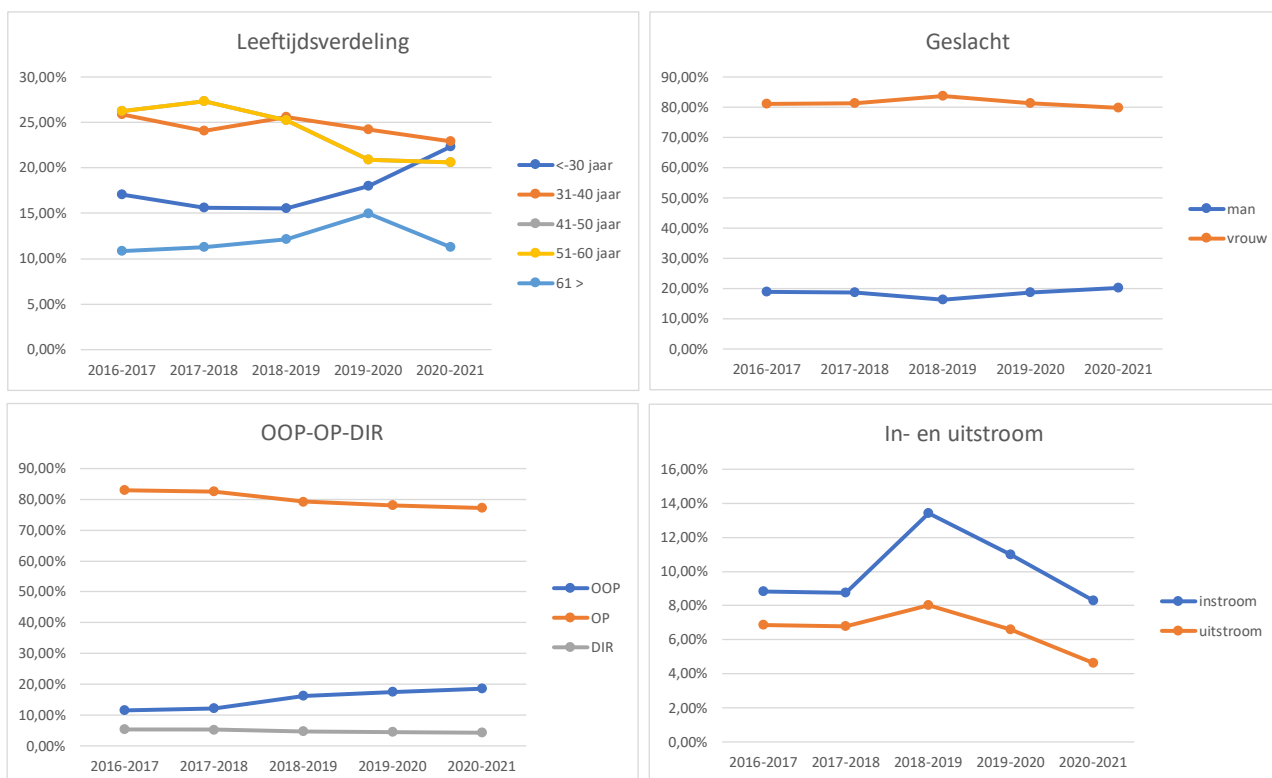 Leeftijdsverdeling
30,00%
25,00%
20,00%
15,00%
10,00%
5,00%
0,00%
2016-2017 2017-2018 2018-2019 2019-2020 2020-2021
<-30 jaar
31-40 jaar
41-50 jaar
51-60 jaar
61 >
Geslacht
90,00%
80,00%
70,00%
60,00%
50,00%
40,00%
30,00%
20,00%
10,00%
0,00%
2016-2017 2017-2018 2018-2019 2019-2020 2020-2021
man
vrouw
OOP-OP-DIR
90,00%
80,00%
70,00%
60,00%
50,00%
40,00%
30,00%
20,00%
10,00%
0,00%
2016-2017 2017-2018 2018-2019 2019-2020 2020-2021
OOP
OP
DIR
In- en uitstroom
16,00%
14,00%
12,00%
10,00%
8,00%
6,00%
4,00%
2,00%
0,00%
2016-2017 2017-2018 2018-2019 2019-2020 2020-2021
instroom
uitstroom